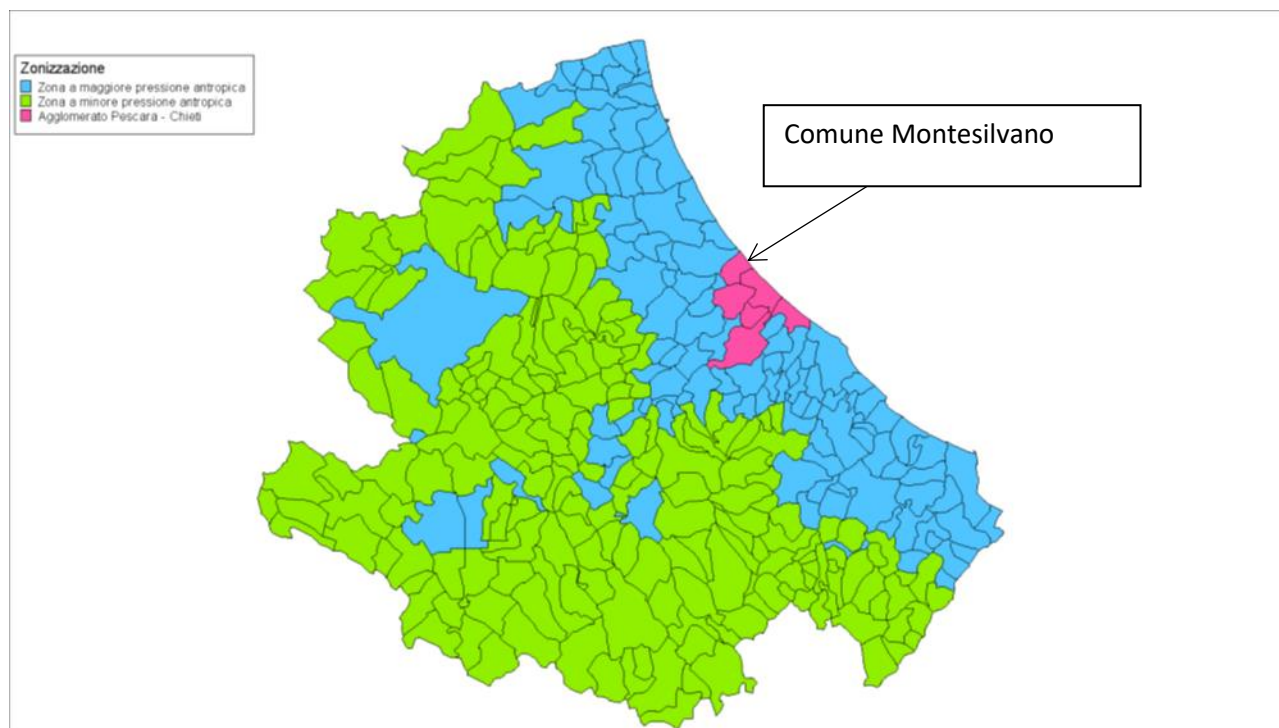 Zonizzazione
Zona a maggiore pressione antropica
Zona a minore pressione antropica
Agglomerato Pescara - Chieti
Comune Montesilvano